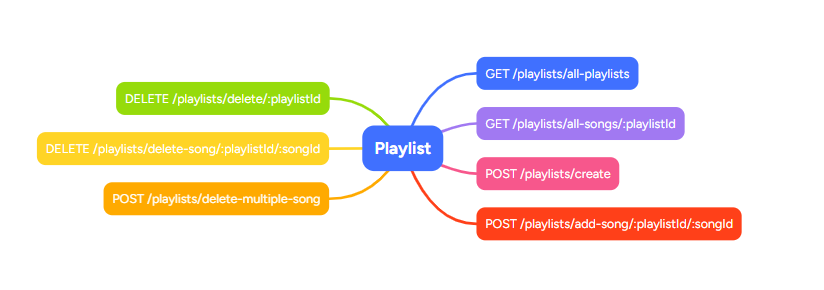 GET /playlists/all-playlists
DELETE /playlists/delete/:playlistId
GET /playlists/all-songs/:playlistId
DELETE /playlists/delete-song/:playlistId/:songId
Playlist
POST /playlists/create
POST /playlists/delete-multiple-song
POST /playlists/add-song/:playlistId/:songId